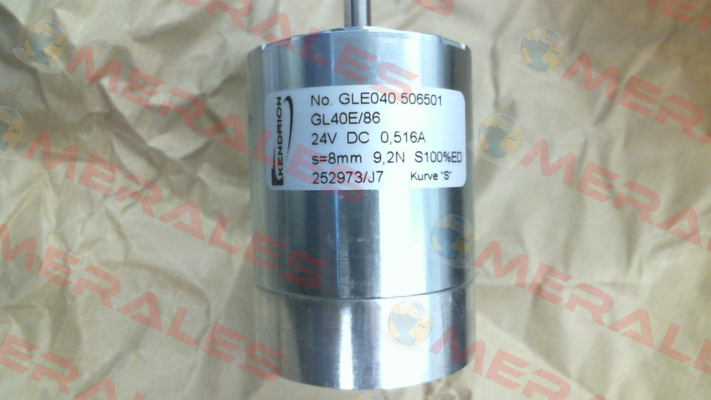 KENDRION
No. GLE040 506501
GL40E/86
24V DC 0,516A
s=8mm 9,2N S100%ED
252973/J7 Kurve "S"
MERALES
MERALES
MERALES
MERALES